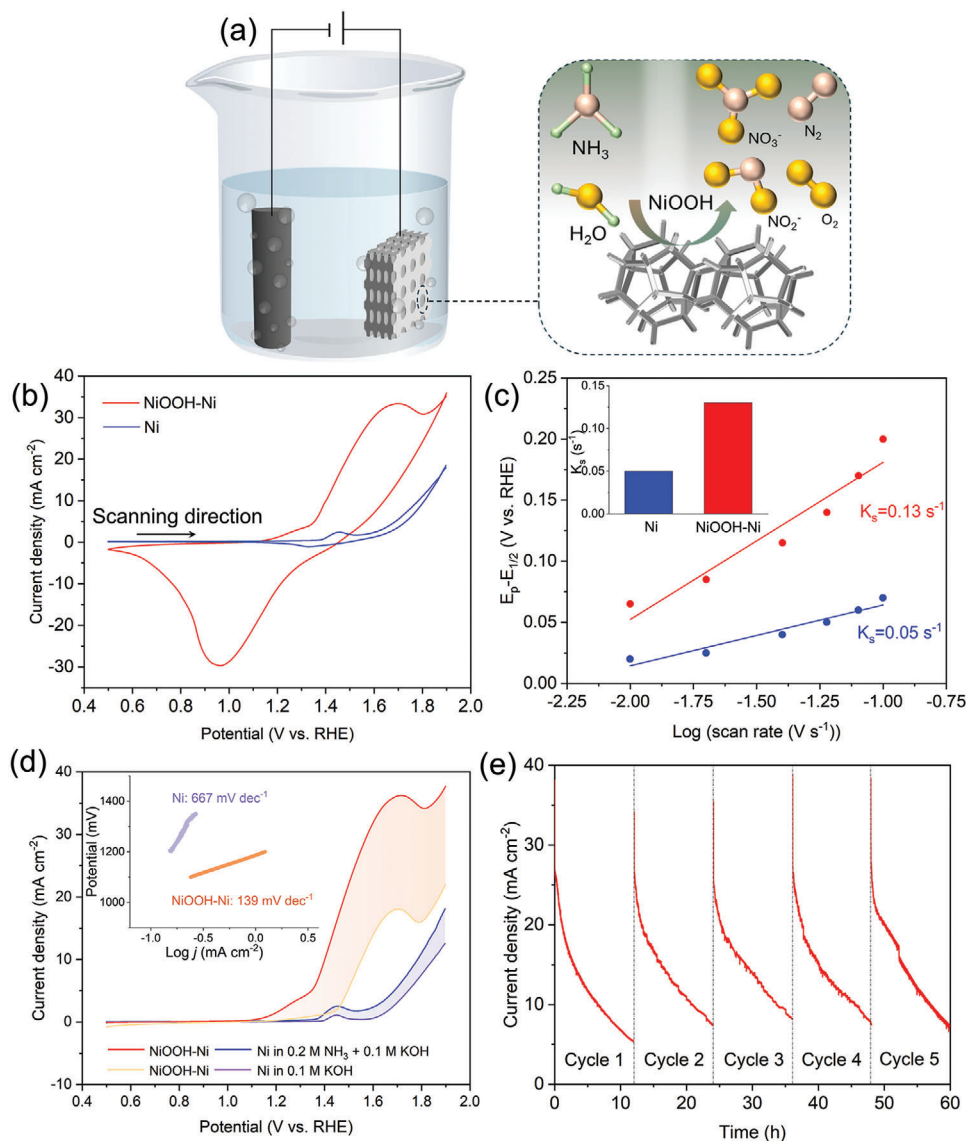 (a)
NH₃
H₂O
NiOOH
NO₃⁻
N₂
NO₂⁻
O₂
(b)
40
30
20
10
0
-10
-20
-30
Current density (mA cm⁻²)
NiOOH-Ni
Ni
Scanning direction
0.4 0.6 0.8 1.0 1.2 1.4 1.6 1.8 2.0
Potential (V vs. RHE)
(c)
0.25
0.20
0.15
0.10
0.05
0.00
Eₚ-E₁/₂ (V vs. RHE)
0.15
0.10
0.05
0.00
Kₛ (s⁻¹)
Ni NiOOH-Ni
Kₛ=0.13 s⁻¹
Kₛ=0.05 s⁻¹
-2.25 -2.00 -1.75 -1.50 -1.25 -1.00 -0.75
Log (scan rate (V s⁻¹))
(d)
40
30
20
10
0
-10
Current density (mA cm⁻²)
1400
1200
1000
Potential (mV)
Ni: 667 mV dec⁻¹
NiOOH-Ni: 139 mV dec⁻¹
-1.0 -0.5 0.0 0.5
Log j (mA cm⁻²)
NiOOH-Ni
NiOOH-Ni
Ni in 0.2 M NH₃ + 0.1 M KOH
Ni in 0.1 M KOH
0.4 0.6 0.8 1.0 1.2 1.4 1.6 1.8 2.0
Potential (V vs. RHE)
(e)
40
30
20
10
0
Current density (mA cm⁻²)
Cycle 1 Cycle 2 Cycle 3 Cycle 4 Cycle 5
0 10 20 30 40 50 60
Time (h)